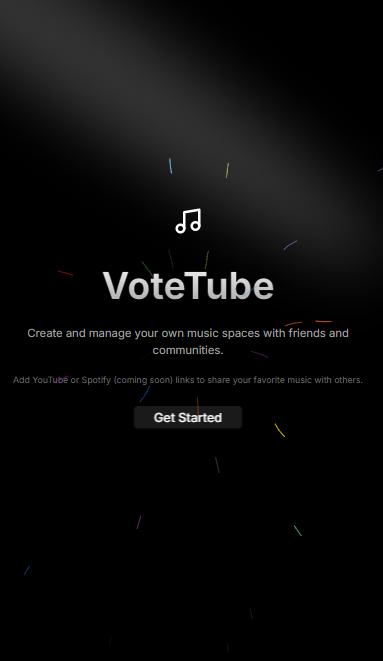 VoteTube
Create and manage your own music spaces with friends and
communities.
Add YouTube or Spotify (coming soon) links to share your favorite music with others.
Get Started